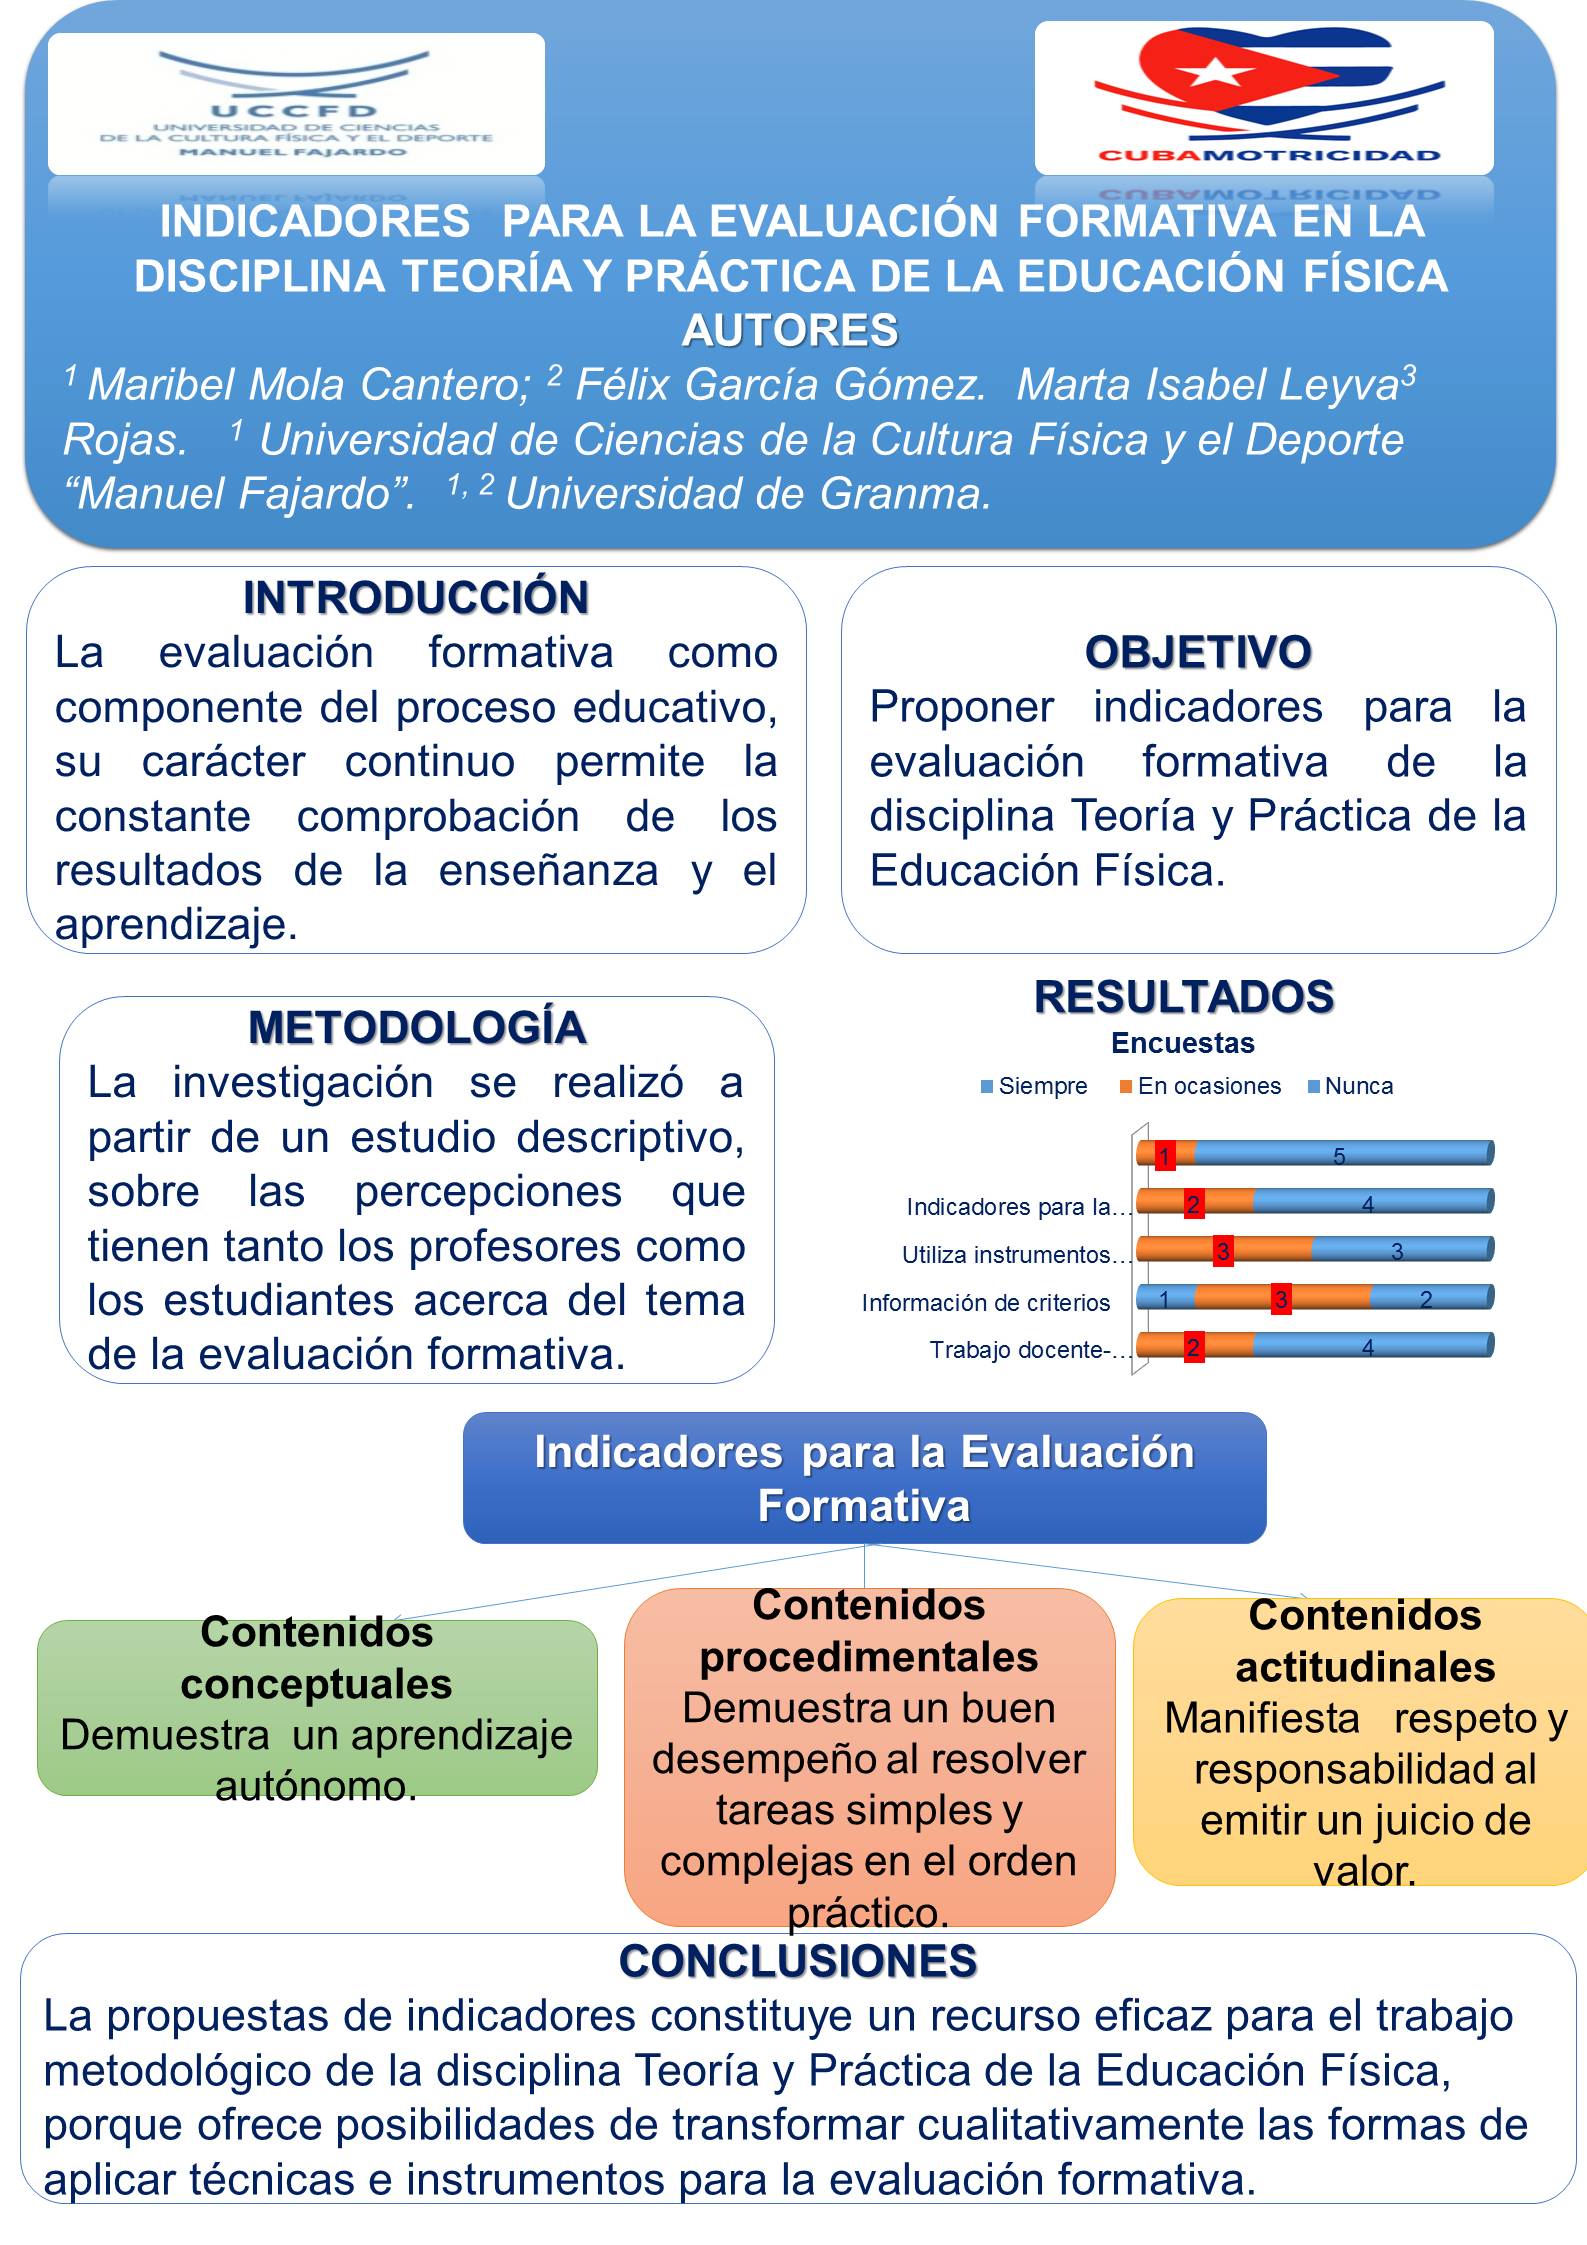 UCCFD
UNIVERSIDAD DE CIENCIAS
DE LA CULTURA FÍSICA Y EL DEPORTE
MANUEL FAJARDO
CUBAMOTRICIDAD
INDICADORES  PARA LA EVALUACIÓN FORMATIVA EN LA
DISCIPLINA TEORÍA Y PRÁCTICA DE LA EDUCACIÓN FÍSICA
AUTORES
1 Maribel Mola Cantero; 2 Félix García Gómez.  Marta Isabel Leyva3
Rojas.   1 Universidad de Ciencias de la Cultura Física y el Deporte
“Manuel Fajardo”.  1, 2 Universidad de Granma.
INTRODUCCIÓN
La evaluación formativa como
componente del proceso educativo,
su carácter continuo permite la
constante comprobación de los
resultados de la enseñanza y el
aprendizaje.
OBJETIVO
Proponer indicadores para la
evaluación formativa de la
disciplina Teoría y Práctica de la
Educación Física.
METODOLOGÍA
La investigación se realizó a
partir de un estudio descriptivo,
sobre las percepciones que
tienen tanto los profesores como
los estudiantes acerca del tema
de la evaluación formativa.
RESULTADOS
Encuestas
Siempre En ocasiones Nunca
1 5
Indicadores para la… 2 4
Utiliza instrumentos… 3 3
Información de criterios 1 3 2
Trabajo docente-… 2 4
Indicadores para la Evaluación
Formativa
Contenidos
conceptuales
Demuestra  un aprendizaje
autónomo.
Contenidos
procedimentales
Demuestra un buen
desempeño al resolver
tareas simples y
complejas en el orden
práctico.
Contenidos
actitudinales
Manifiesta   respeto y
responsabilidad al
emitir un juicio de
valor.
CONCLUSIONES
La propuestas de indicadores constituye un recurso eficaz para el trabajo
metodológico de la disciplina Teoría y Práctica de la Educación Física,
porque ofrece posibilidades de transformar cualitativamente las formas de
aplicar técnicas e instrumentos para la evaluación formativa.